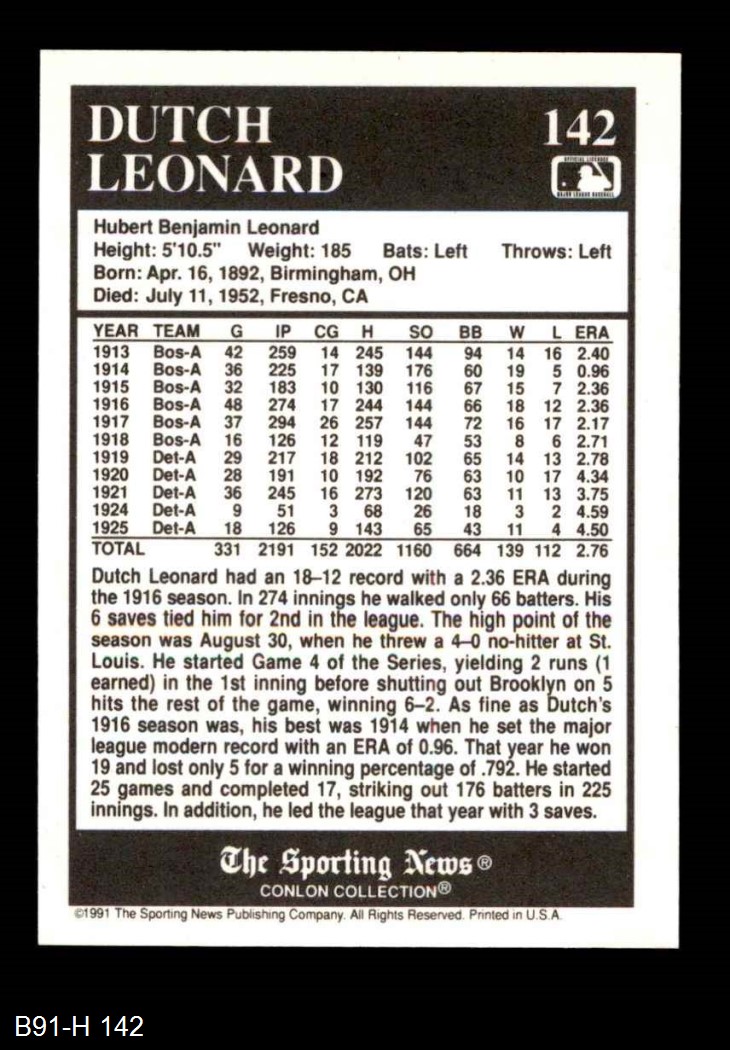 DUTCH
LEONARD
142
OFFICIAL LICENSEE
MAJOR LEAGUE BASEBALL
Hubert Benjamin Leonard
Height: 5'10.5" Weight: 185 Bats: Left Throws: Left
Born: Apr. 16, 1892, Birmingham, OH
Died: July 11, 1952, Fresno, CA
YEAR TEAM G IP CG H SO BB W L ERA
1913 Bos-A 42 259 14 245 144 94 14 16 2.40
1914 Bos-A 36 225 17 139 176 60 19 5 0.96
1915 Bos-A 32 183 10 130 116 67 15 7 2.36
1916 Bos-A 48 274 17 244 144 66 18 12 2.36
1917 Bos-A 37 294 26 257 144 72 16 17 2.17
1918 Bos-A 16 126 12 119 47 53 8 6 2.71
1919 Det-A 29 217 18 212 102 65 14 13 2.78
1920 Det-A 28 191 10 192 76 63 10 17 4.34
1921 Det-A 36 245 16 273 120 63 11 13 3.75
1924 Det-A 9 51 3 68 26 18 3 2 4.59
1925 Det-A 18 126 9 143 65 43 11 4 4.50
TOTAL 331 2191 152 2022 1160 664 139 112 2.76
Dutch Leonard had an 18–12 record with a 2.36 ERA during
the 1916 season. In 274 innings he walked only 66 batters. His
6 saves tied him for 2nd in the league. The high point of the
season was August 30, when he threw a 4–0 no-hitter at St.
Louis. He started Game 4 of the Series, yielding 2 runs (1
earned) in the 1st inning before shutting out Brooklyn on 5
hits the rest of the game, winning 6–2. As fine as Dutch's
1916 season was, his best was 1914 when he set the major
league modern record with an ERA of 0.96. That year he won
19 and lost only 5 for a winning percentage of .792. He started
25 games and completed 17, striking out 176 batters in 225
innings. In addition, he led the league that year with 3 saves.
The Sporting News®
CONLON COLLECTION®
©1991 The Sporting News Publishing Company. All Rights Reserved. Printed in U.S.A.
B91-H 142